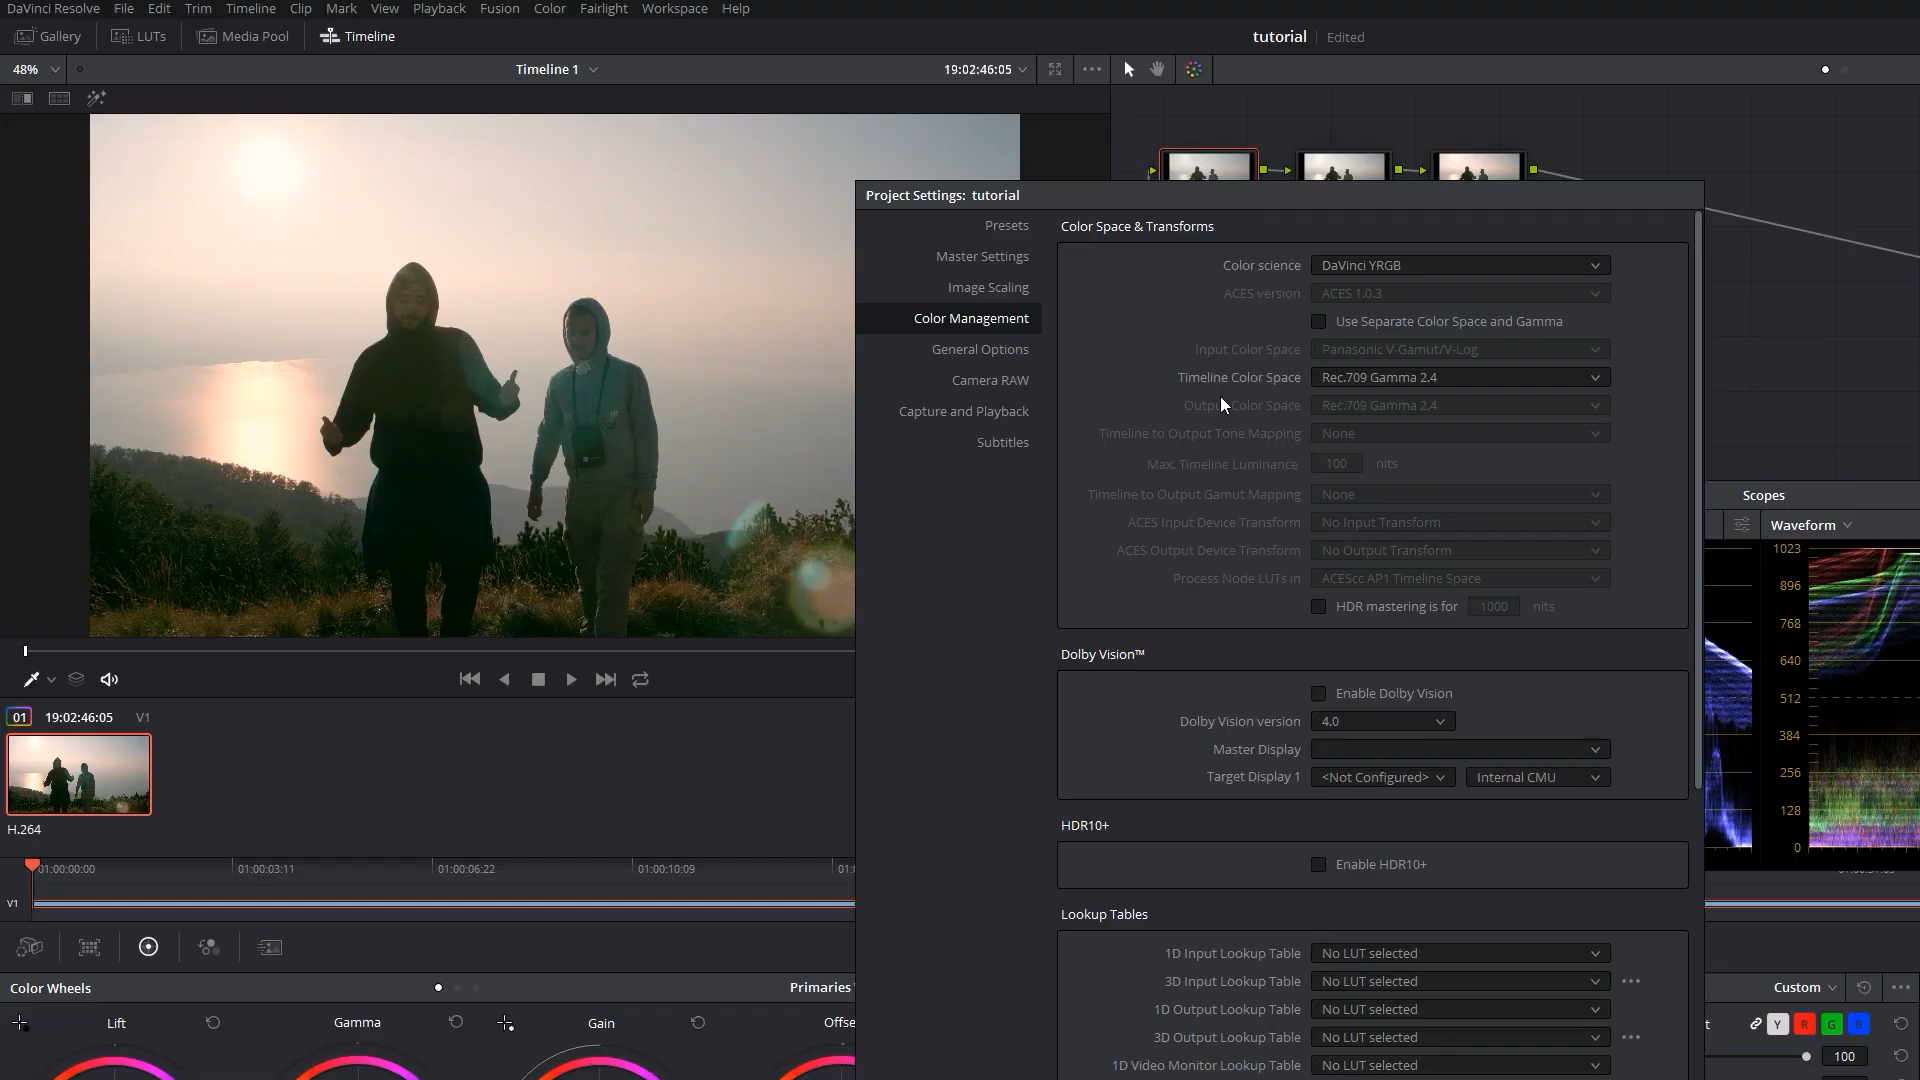 DaVinci Resolve File Edit Trim Timeline Clip Mark View Playback Fusion Color Fairlight Workspace Help
Gallery LUTs Media Pool Timeline tutorial Edited
48% Timeline 1 19:02:46:05
Project Settings: tutorial
Presets
Master Settings
Image Scaling
Color Management
General Options
Camera RAW
Capture and Playback
Subtitles
Color Space & Transforms
Color science DaVinci YRGB
ACES version ACES 1.0.3
Use Separate Color Space and Gamma
Input Color Space Panasonic V-Gamut/V-Log
Timeline Color Space Rec.709 Gamma 2.4
Output Color Space Rec.709 Gamma 2.4
Timeline to Output Tone Mapping None
Max. Timeline Luminance 100 nits
Timeline to Output Gamut Mapping None
ACES Input Device Transform No Input Transform
ACES Output Device Transform No Output Transform
Process Node LUTs in ACEScc AP1 Timeline Space
HDR mastering is for 1000 nits
Dolby Vision™
Enable Dolby Vision
Dolby Vision version 4.0
Master Display
Target Display 1 <Not Configured> Internal CMU
HDR10+
Enable HDR10+
Lookup Tables
1D Input Lookup Table No LUT selected
3D Input Lookup Table No LUT selected
1D Output Lookup Table No LUT selected
3D Output Lookup Table No LUT selected
1D Video Monitor Lookup Table No LUT selected
Scopes
Waveform
1023
896
768
640
512
384
256
128
0
01 19:02:46:05 V1
H.264
01:00:00:00 01:00:03:11 01:00:06:22 01:00:10:09
V1
Color Wheels Primaries
Lift Gamma Gain Offse
Custom
Y R G B
100